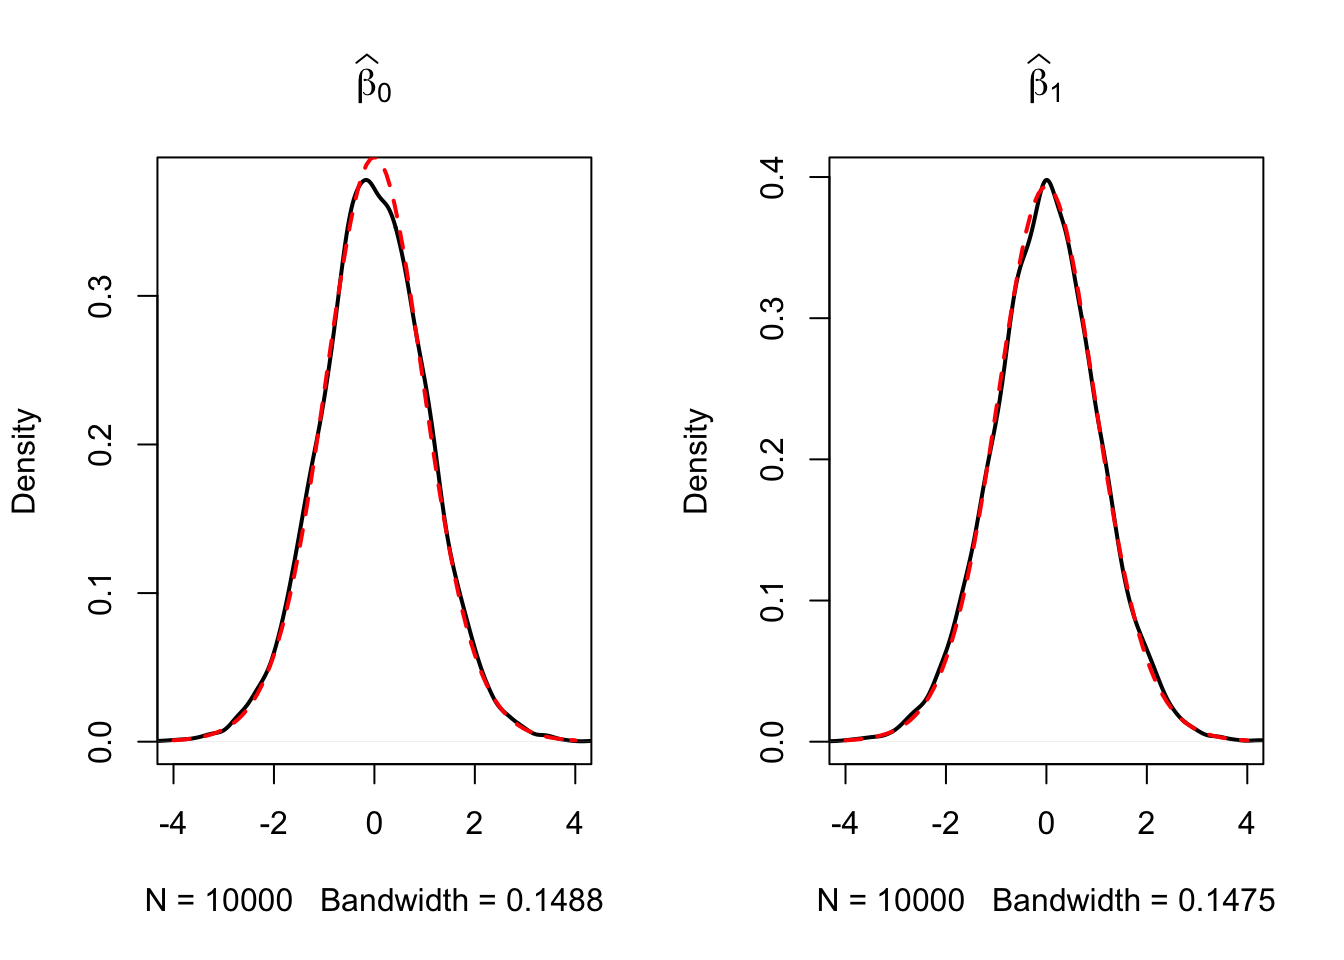 β̂₀
Density
0.0 0.1 0.2 0.3
-4 -2 0 2 4
N = 10000 Bandwidth = 0.1488
β̂₁
Density
0.0 0.1 0.2 0.3 0.4
-4 -2 0 2 4
N = 10000 Bandwidth = 0.1475